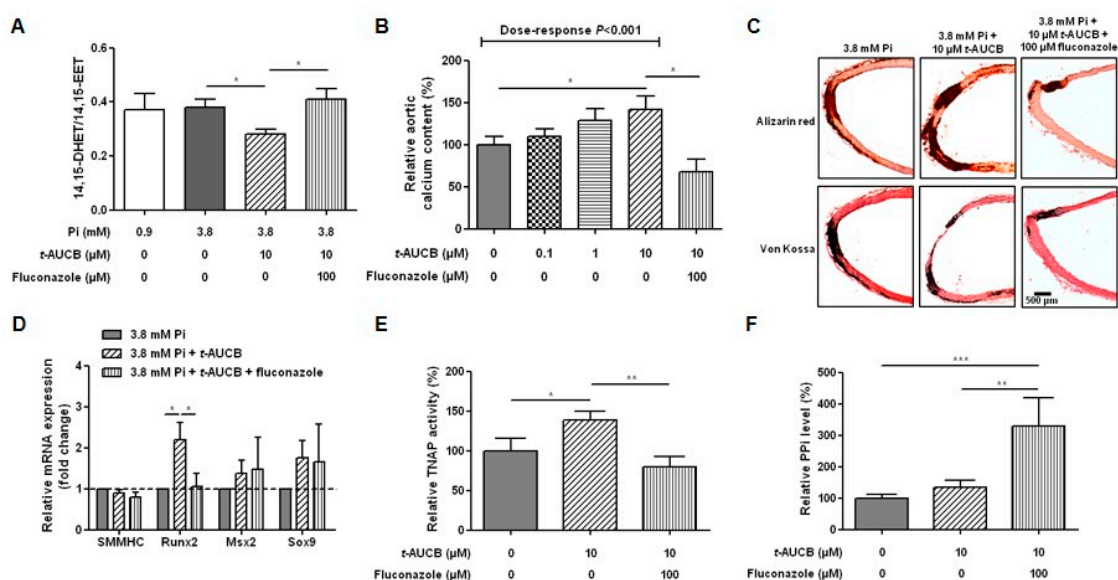 A
14,15-DHET/14,15-EET
0.6
0.4
0.2
0.0
*
*
Pi (mM) 0.9 3.8 3.8 3.8
t-AUCB (µM) 0 0 10 10
Fluconazole (µM) 0 0 0 100
B
Dose-response P<0.001
Relative aortic
calcium content (%)
200
150
100
50
0
*
*
t-AUCB (µM) 0 0.1 1 10 10
Fluconazole (µM) 0 0 0 0 100
C
3.8 mM Pi
3.8 mM Pi +
10 µM t-AUCB
3.8 mM Pi +
10 µM t-AUCB +
100 µM fluconazole
Alizarin red
Von Kossa
500 µm
D
3.8 mM Pi
3.8 mM Pi + t-AUCB
3.8 mM Pi + t-AUCB + fluconazole
Relative mRNA expression
(fold change)
4
2
1
0
* *
SMMHC Runx2 Msx2 Sox9
E
Relative TNAP activity (%)
200
150
100
50
0
*
**
t-AUCB (µM) 0 10 10
Fluconazole (µM) 0 0 100
F
Relative PPi level (%)
500
400
300
200
100
0
***
**
t-AUCB (µM) 0 10 10
Fluconazole (µM) 0 0 100